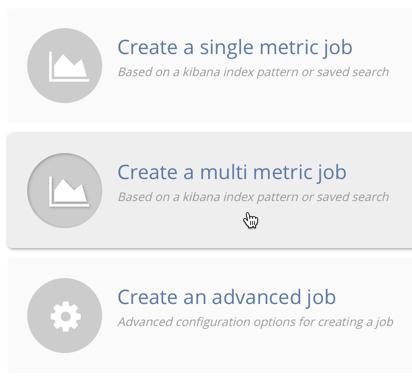 Create a single metric job
Based on a kibana index pattern or saved search
Create a multi metric job
Based on a kibana index pattern or saved search
Create an advanced job
Advanced configuration options for creating a job